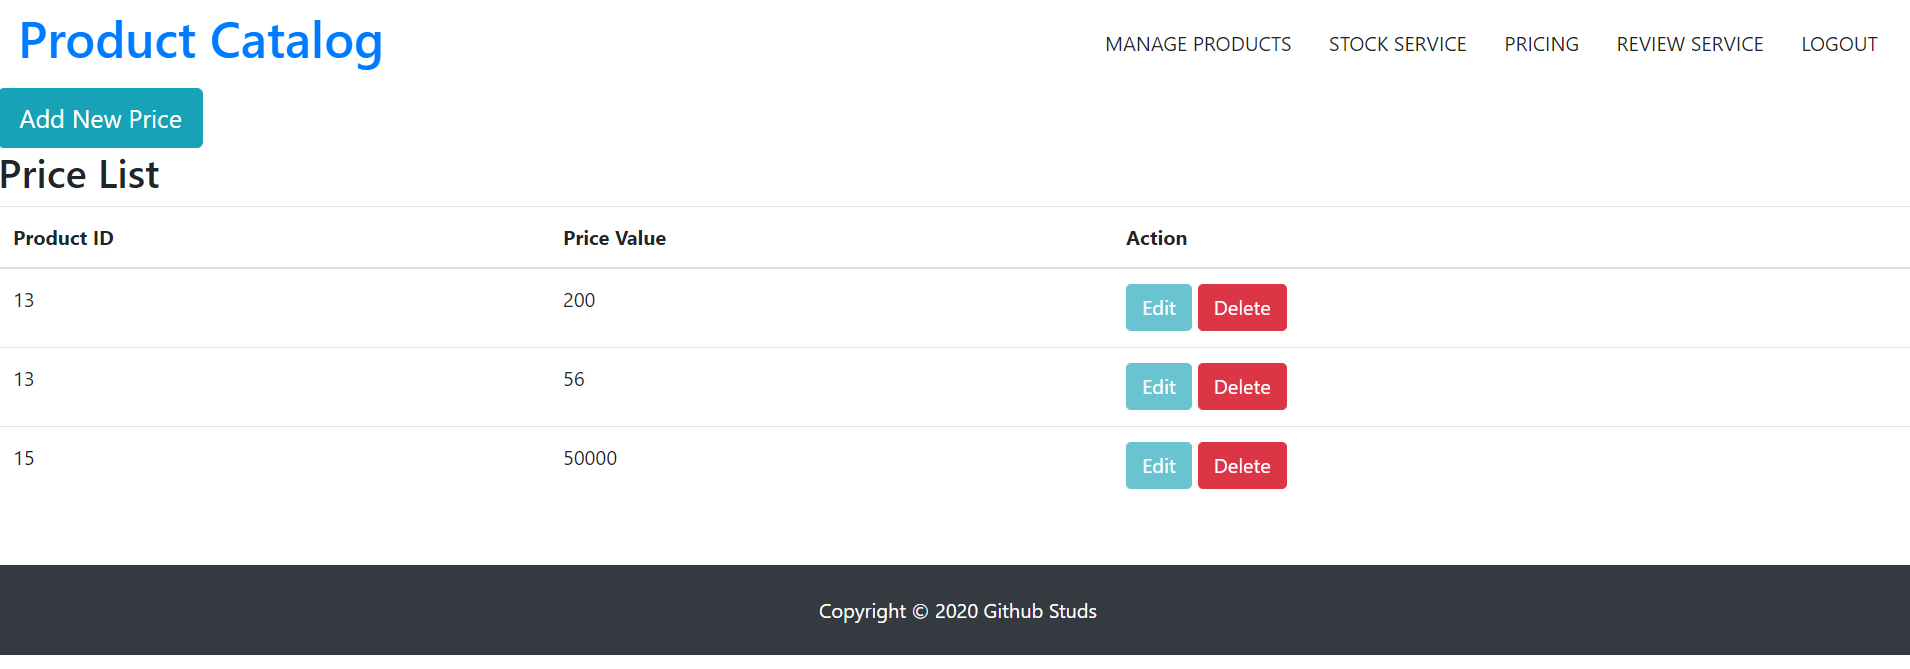 Product Catalog MANAGE PRODUCTS STOCK SERVICE PRICING REVIEW SERVICE LOGOUT
Add New Price
Price List
Product ID Price Value Action
13 200 Edit Delete
13 56 Edit Delete
15 50000 Edit Delete
Copyright © 2020 Github Studs